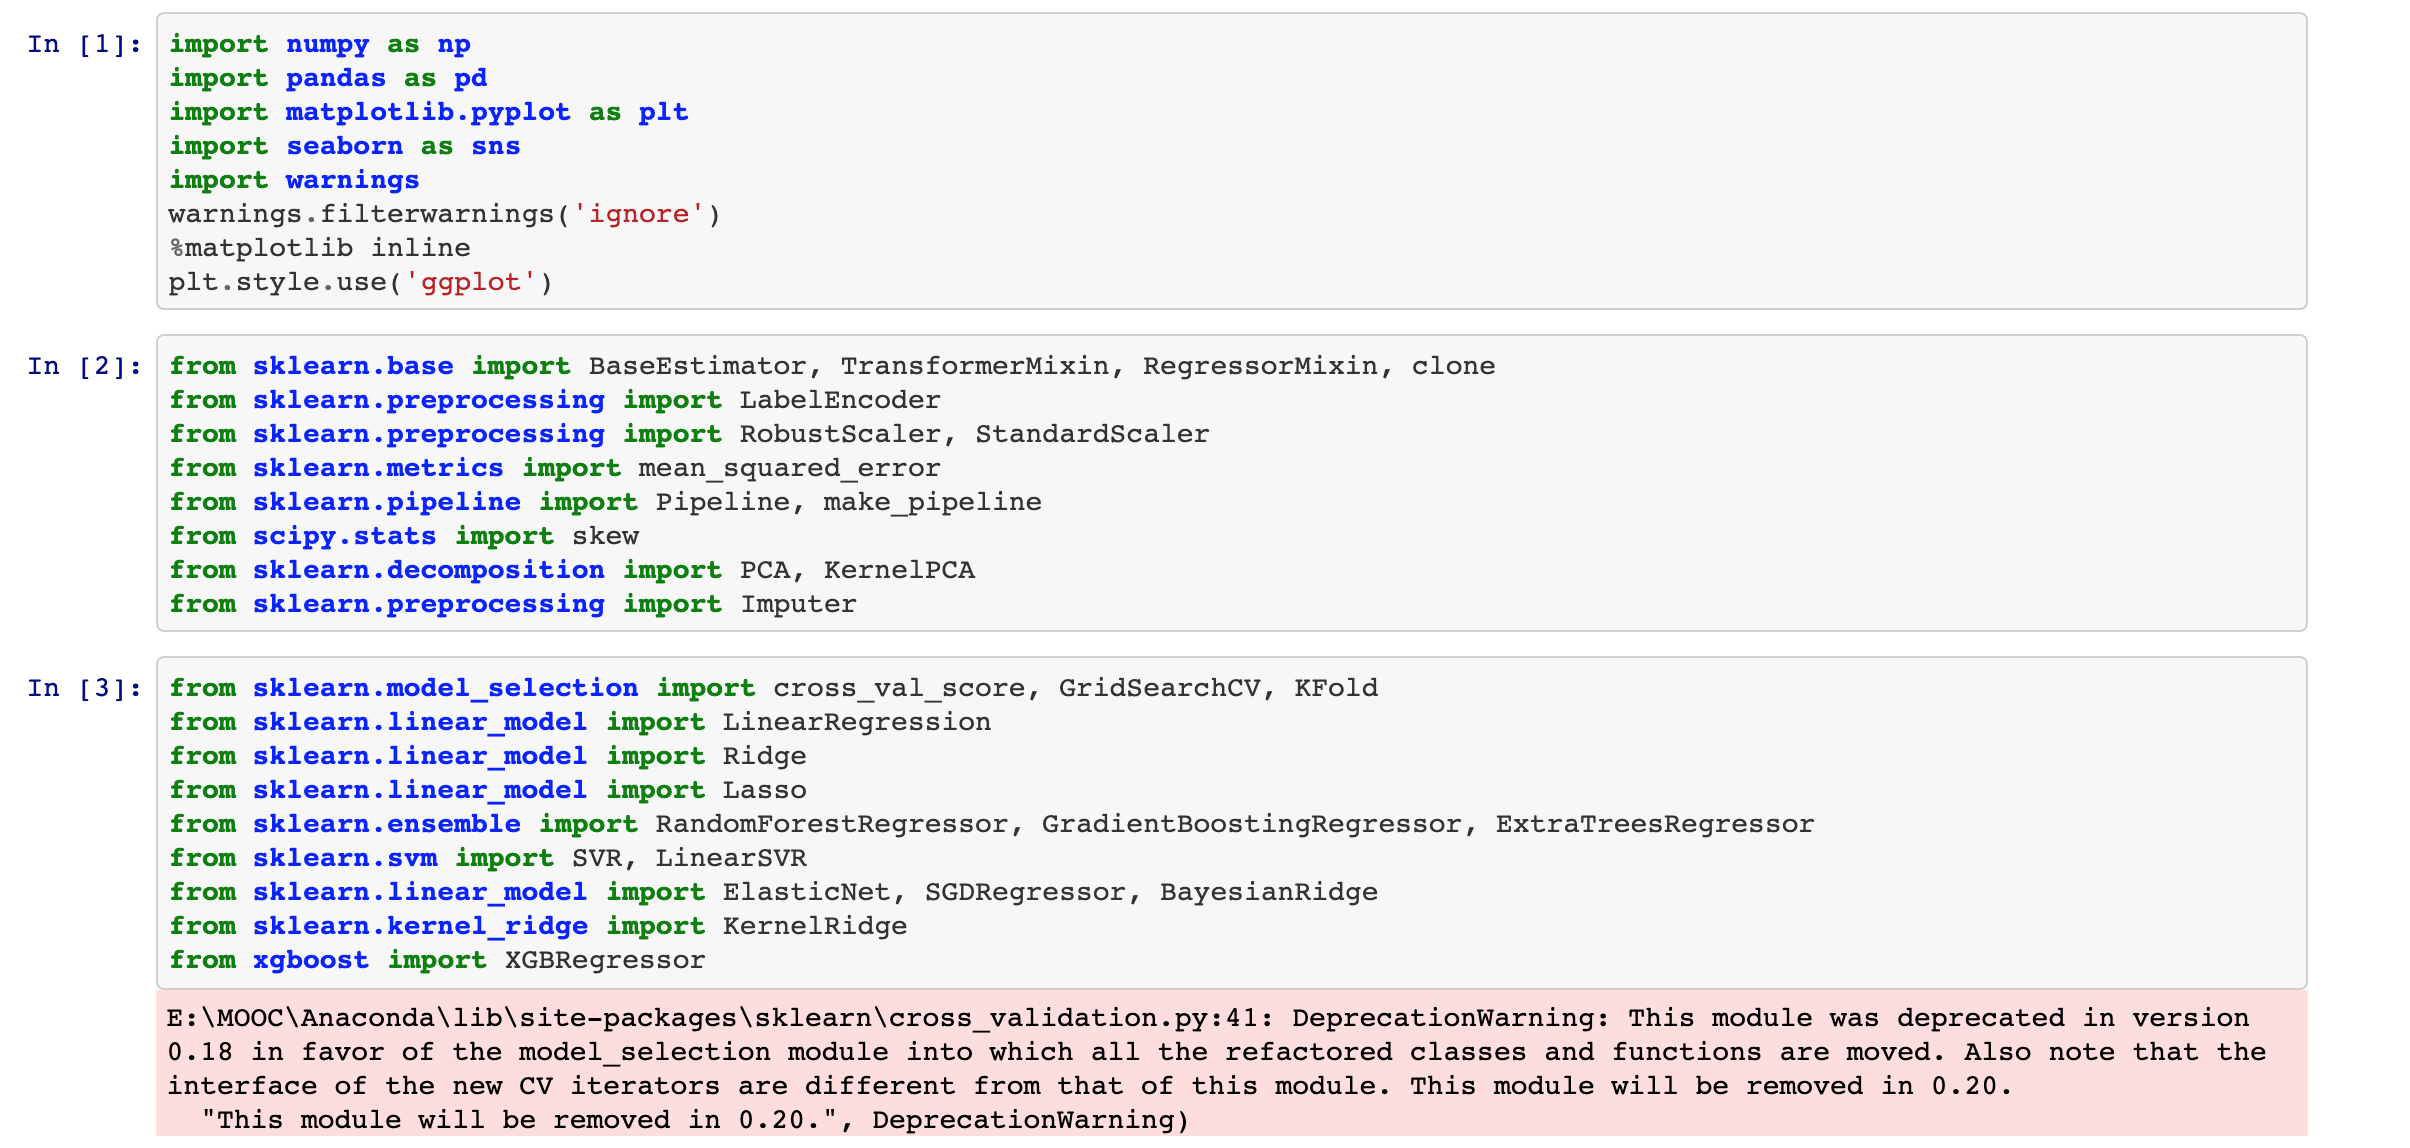 In [1]:
import numpy as np
import pandas as pd
import matplotlib.pyplot as plt
import seaborn as sns
import warnings
warnings.filterwarnings('ignore')
%matplotlib inline
plt.style.use('ggplot')
In [2]:
from sklearn.base import BaseEstimator, TransformerMixin, RegressorMixin, clone
from sklearn.preprocessing import LabelEncoder
from sklearn.preprocessing import RobustScaler, StandardScaler
from sklearn.metrics import mean_squared_error
from sklearn.pipeline import Pipeline, make_pipeline
from scipy.stats import skew
from sklearn.decomposition import PCA, KernelPCA
from sklearn.preprocessing import Imputer
In [3]:
from sklearn.model_selection import cross_val_score, GridSearchCV, KFold
from sklearn.linear_model import LinearRegression
from sklearn.linear_model import Ridge
from sklearn.linear_model import Lasso
from sklearn.ensemble import RandomForestRegressor, GradientBoostingRegressor, ExtraTreesRegressor
from sklearn.svm import SVR, LinearSVR
from sklearn.linear_model import ElasticNet, SGDRegressor, BayesianRidge
from sklearn.kernel_ridge import KernelRidge
from xgboost import XGBRegressor
E:\MOOC\Anaconda\lib\site-packages\sklearn\cross_validation.py:41: DeprecationWarning: This module was deprecated in version
0.18 in favor of the model_selection module into which all the refactored classes and functions are moved. Also note that the
interface of the new CV iterators are different from that of this module. This module will be removed in 0.20.
  "This module will be removed in 0.20.", DeprecationWarning)